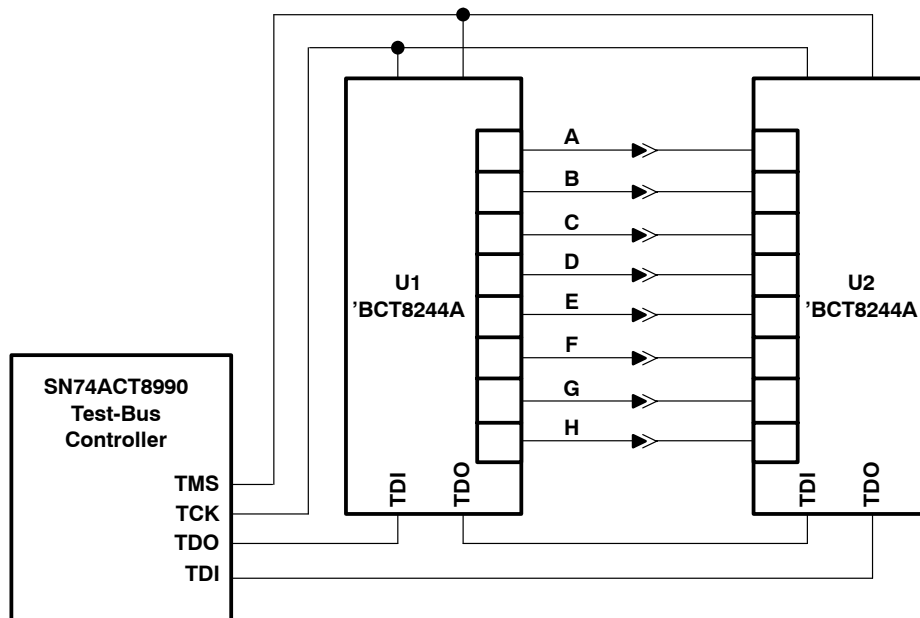 A
B
C
D
E
F
G
H
U1
'BCT8244A
U2
'BCT8244A
TDI
TDO
TDI
TDO
SN74ACT8990
Test-Bus
Controller
TMS
TCK
TDO
TDI